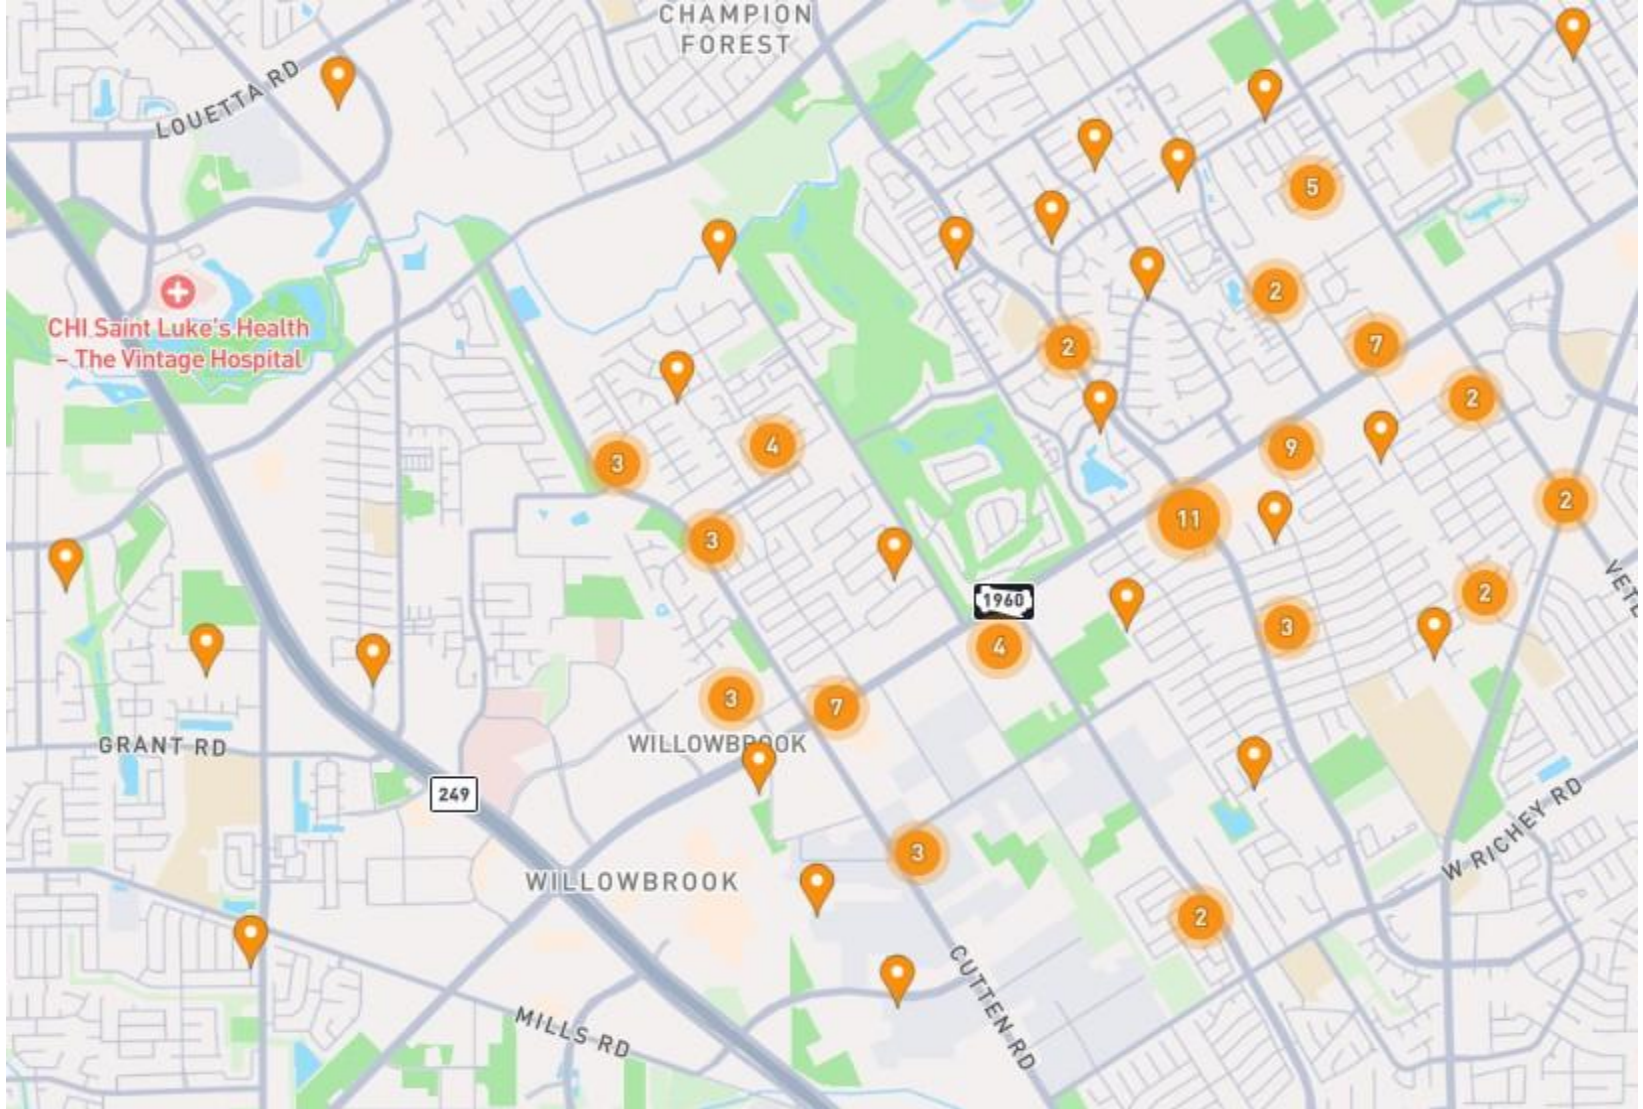 CHAMPION
FOREST
LOUETTA RD
5
CHI Saint Luke's Health
– The Vintage Hospital
2
2
7
2
3
4
9
3
11
2
1960
2
4
3
3
7
GRANT RD
WILLOWBROOK
249
3
WILLOWBROOK
W RICHEY RD
2
CUTTEN RD
MILLS RD